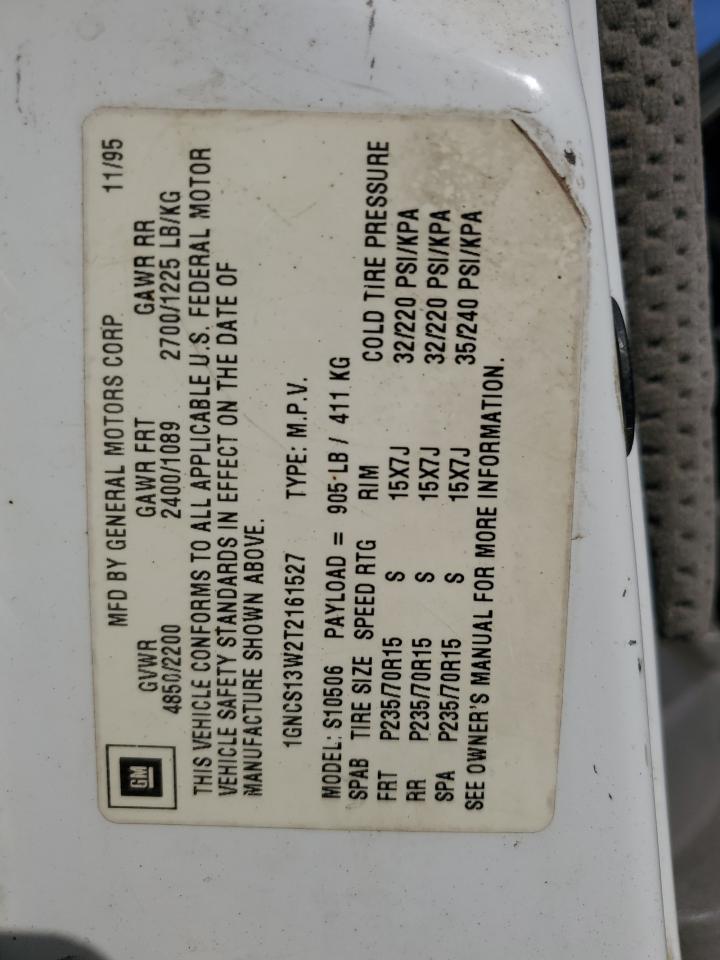 GM
MFD BY GENERAL MOTORS CORP 11/95
GVWR GAWR FRT GAWR RR
4850/2200 2400/1089 2700/1225 LB/KG
THIS VEHICLE CONFORMS TO ALL APPLICABLE U.S. FEDERAL MOTOR
VEHICLE SAFETY STANDARDS IN EFFECT ON THE DATE OF
MANUFACTURE SHOWN ABOVE.
1GNCS13W2T2161527 TYPE: M.P.V.
MODEL: S10506 PAYLOAD = 905 LB / 411 KG
SPAB TIRE SIZE SPEED RTG RIM COLD TIRE PRESSURE
FRT P235/70R15 S 15X7J 32/220 PSI/KPA
RR P235/70R15 S 15X7J 32/220 PSI/KPA
SPA P235/70R15 S 15X7J 35/240 PSI/KPA
SEE OWNER'S MANUAL FOR MORE INFORMATION.